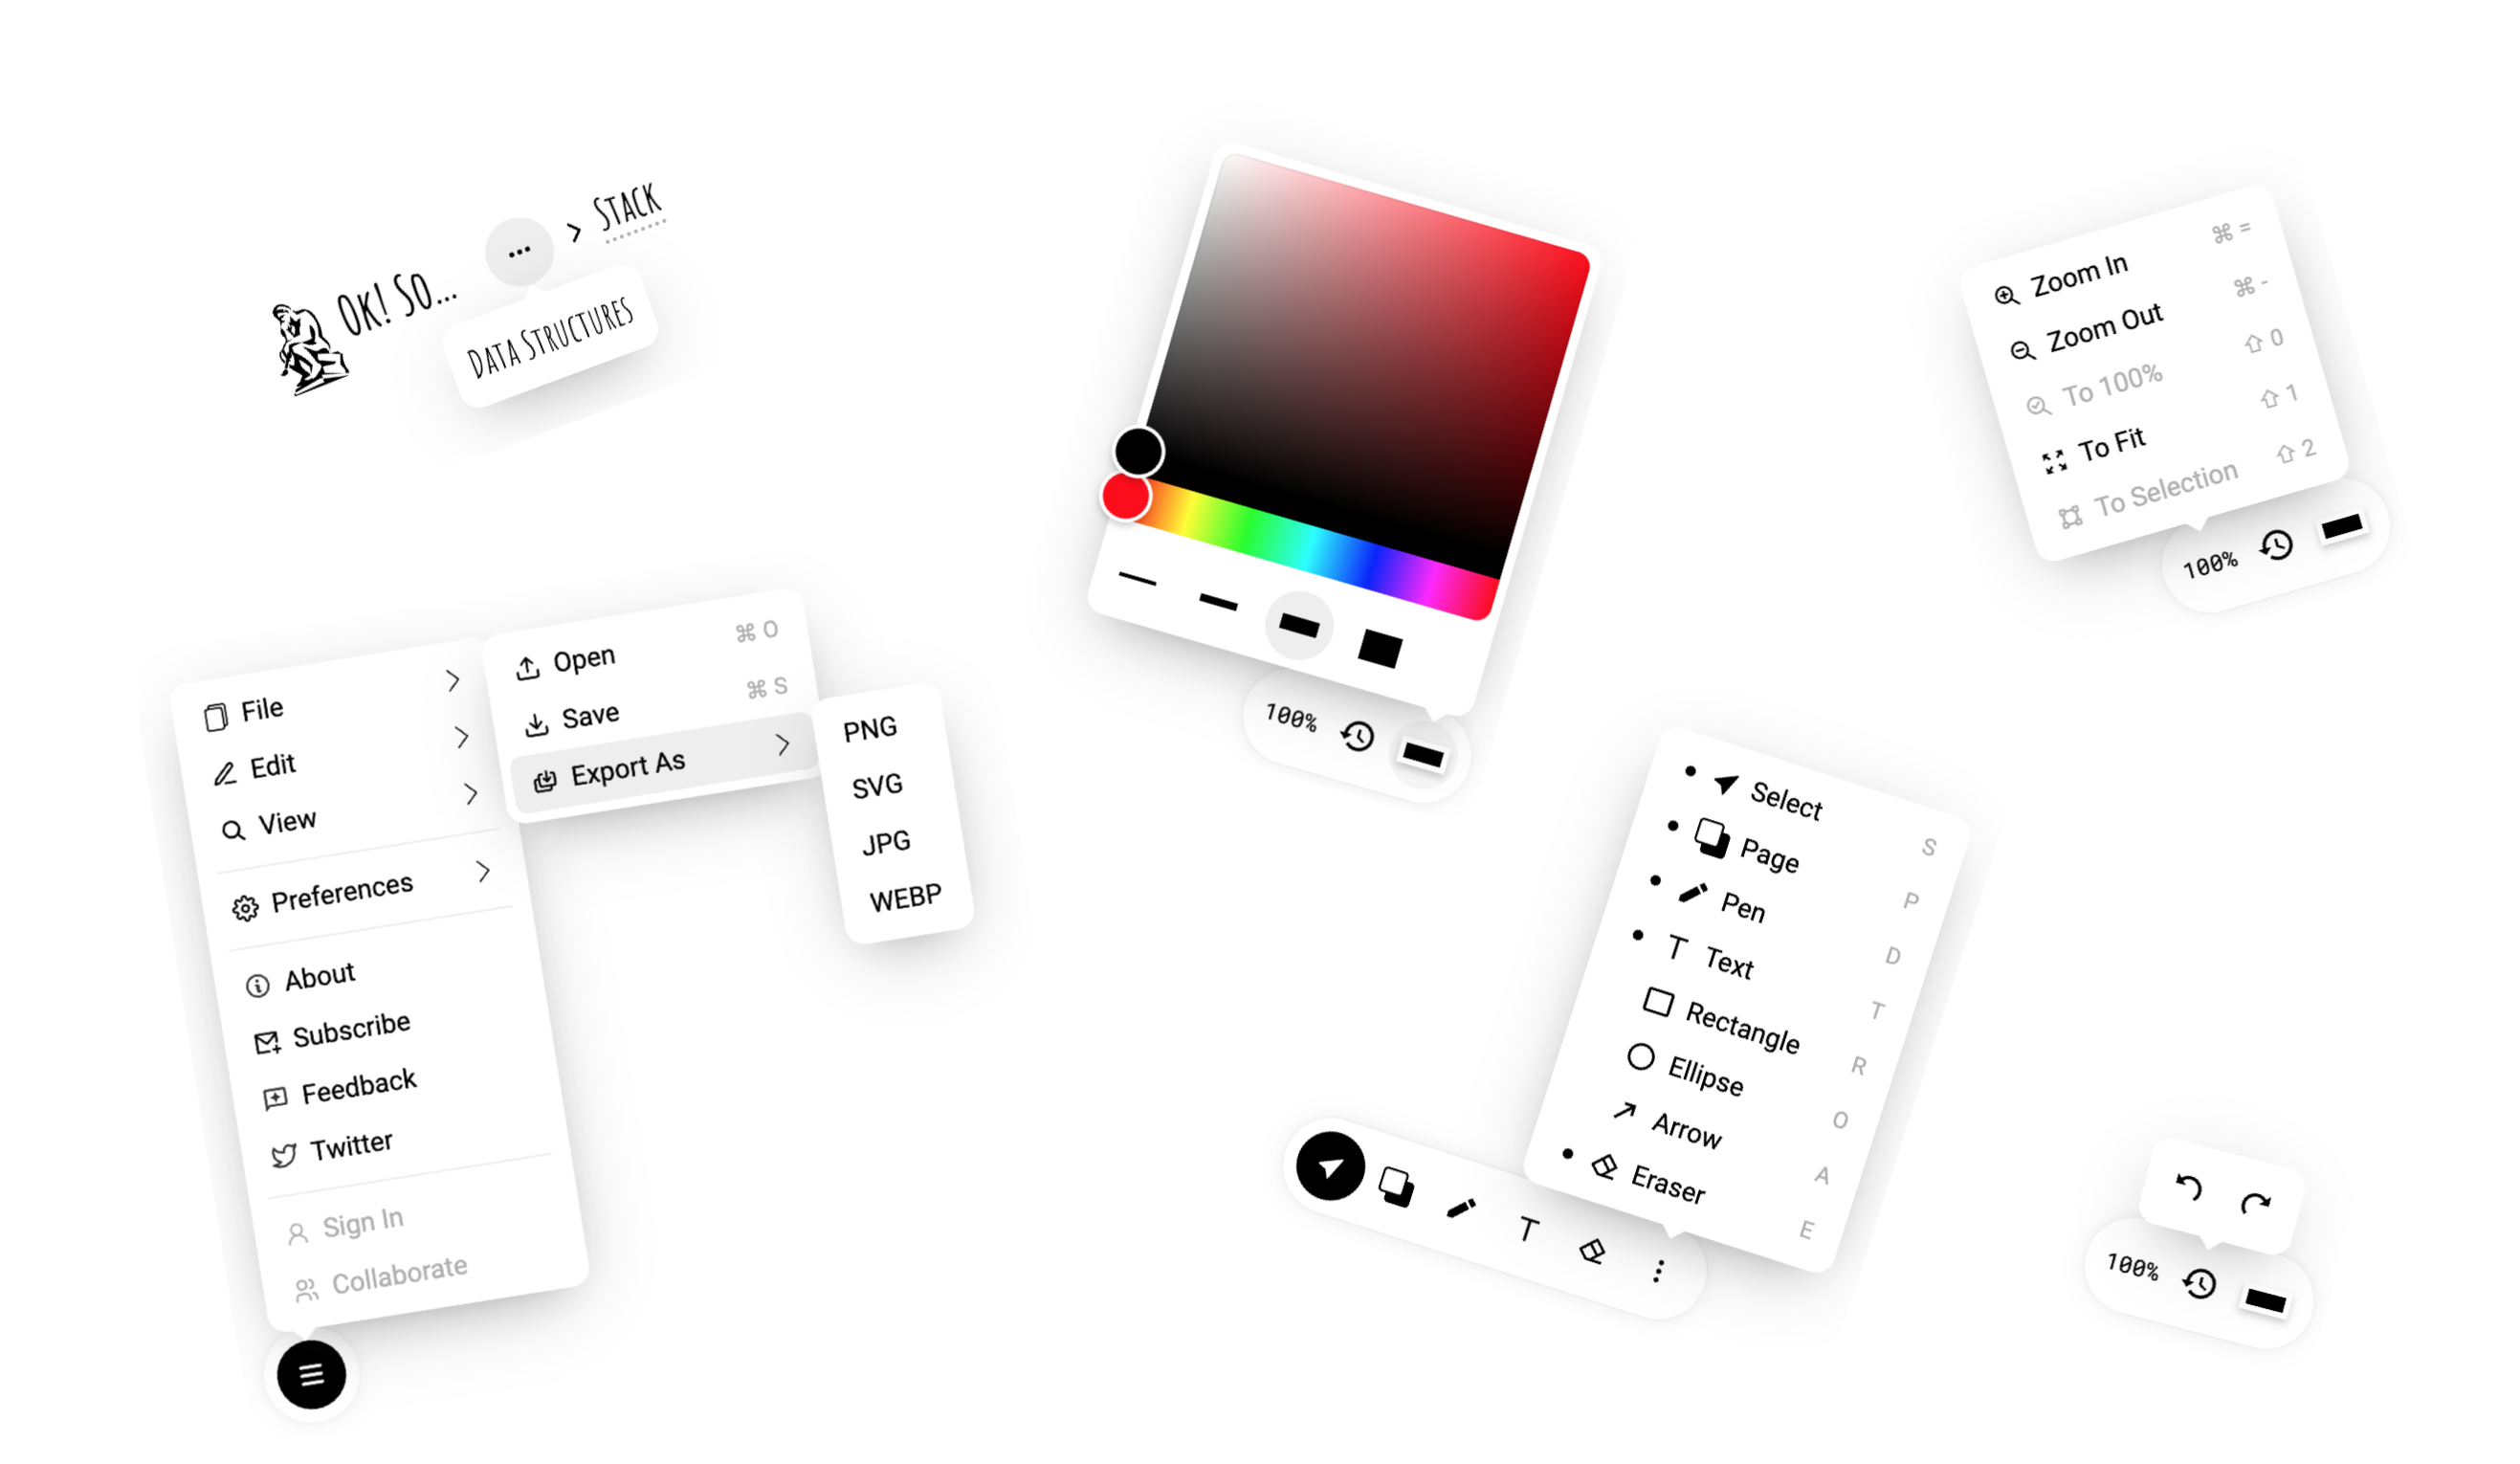 Ok! So...
...
> Stack
Data Structures
File
Edit
View
Preferences
About
Subscribe
Feedback
Twitter
Sign In
Collaborate
Open ⌘ O
Save ⌘ S
Export As
PNG
SVG
JPG
WEBP
100%
Zoom In ⌘ =
Zoom Out ⌘ -
To 100% ⇧ 0
To Fit ⇧ 1
To Selection ⇧ 2
100%
Select S
Page P
Pen D
Text T
Rectangle R
Ellipse O
Arrow A
Eraser E
T
100%